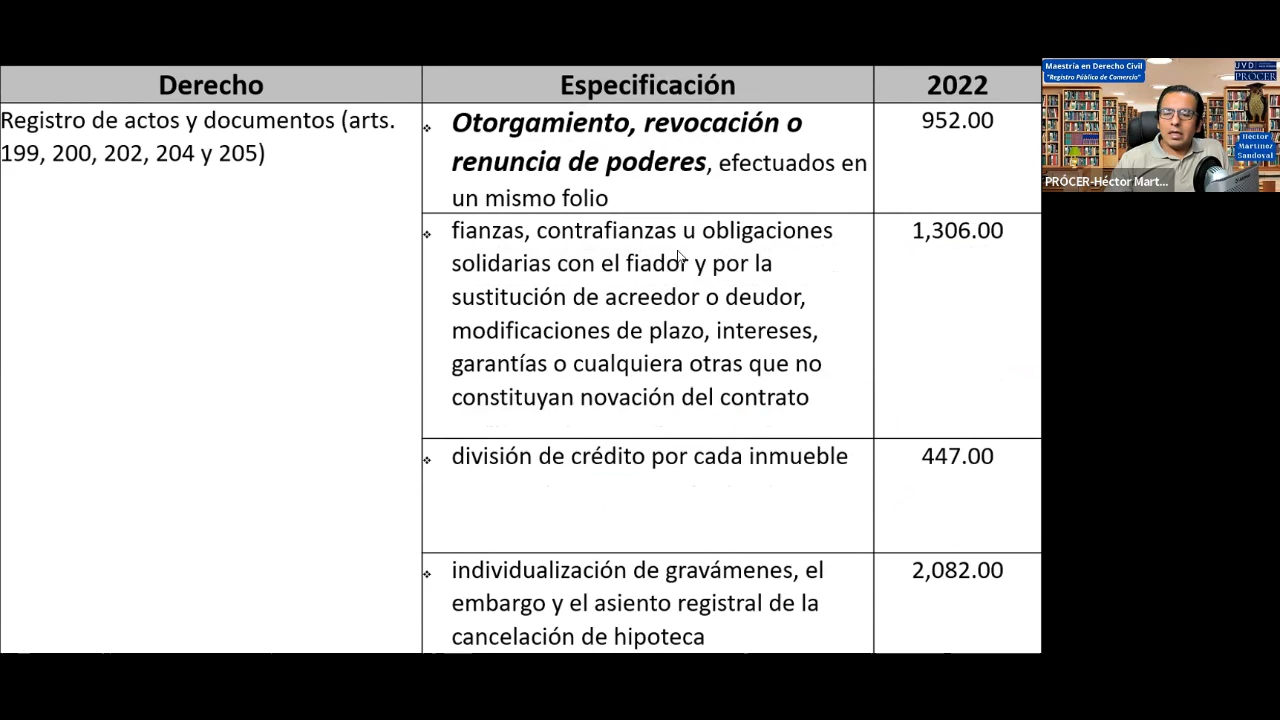 Derecho
Especificación
2022
Registro de actos y documentos (arts.
199, 200, 202, 204 y 205)
Otorgamiento, revocación o
renuncia de poderes, efectuados en
un mismo folio
952.00
fianzas, contrafianzas u obligaciones
solidarias con el fiador y por la
sustitución de acreedor o deudor,
modificaciones de plazo, intereses,
garantías o cualquiera otras que no
constituyan novación del contrato
1,306.00
división de crédito por cada inmueble
447.00
individualización de gravámenes, el
embargo y el asiento registral de la
cancelación de hipoteca
2,082.00
Maestría en Derecho Civil
"Registro Público de Comercio"
UVD
PRÓCER
Héctor
Martínez
Sandoval
PRÓCER-Héctor Mart...